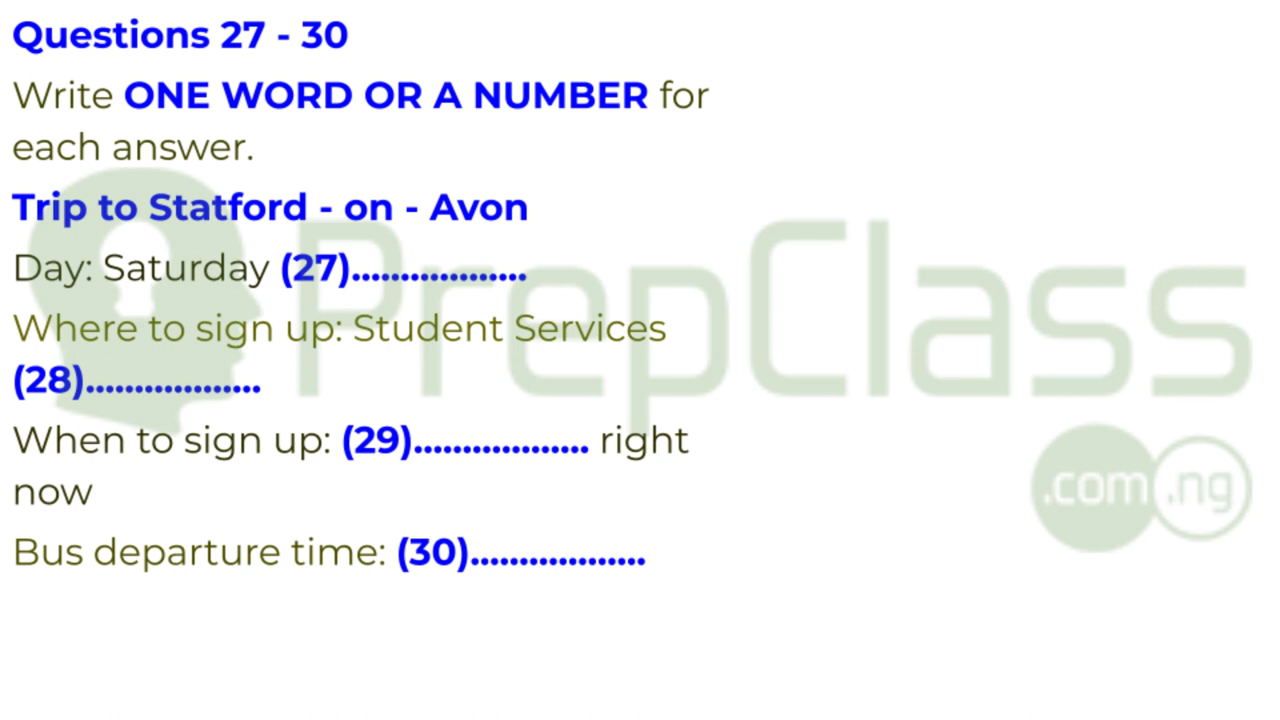 Questions 27 - 30
Write ONE WORD OR A NUMBER for
each answer.
Trip to Statford - on - Avon
Day: Saturday (27)..................
Where to sign up: Student Services
(28)..................
When to sign up: (29).................. right
now
Bus departure time: (30)..................
PrepClass
.com .ng